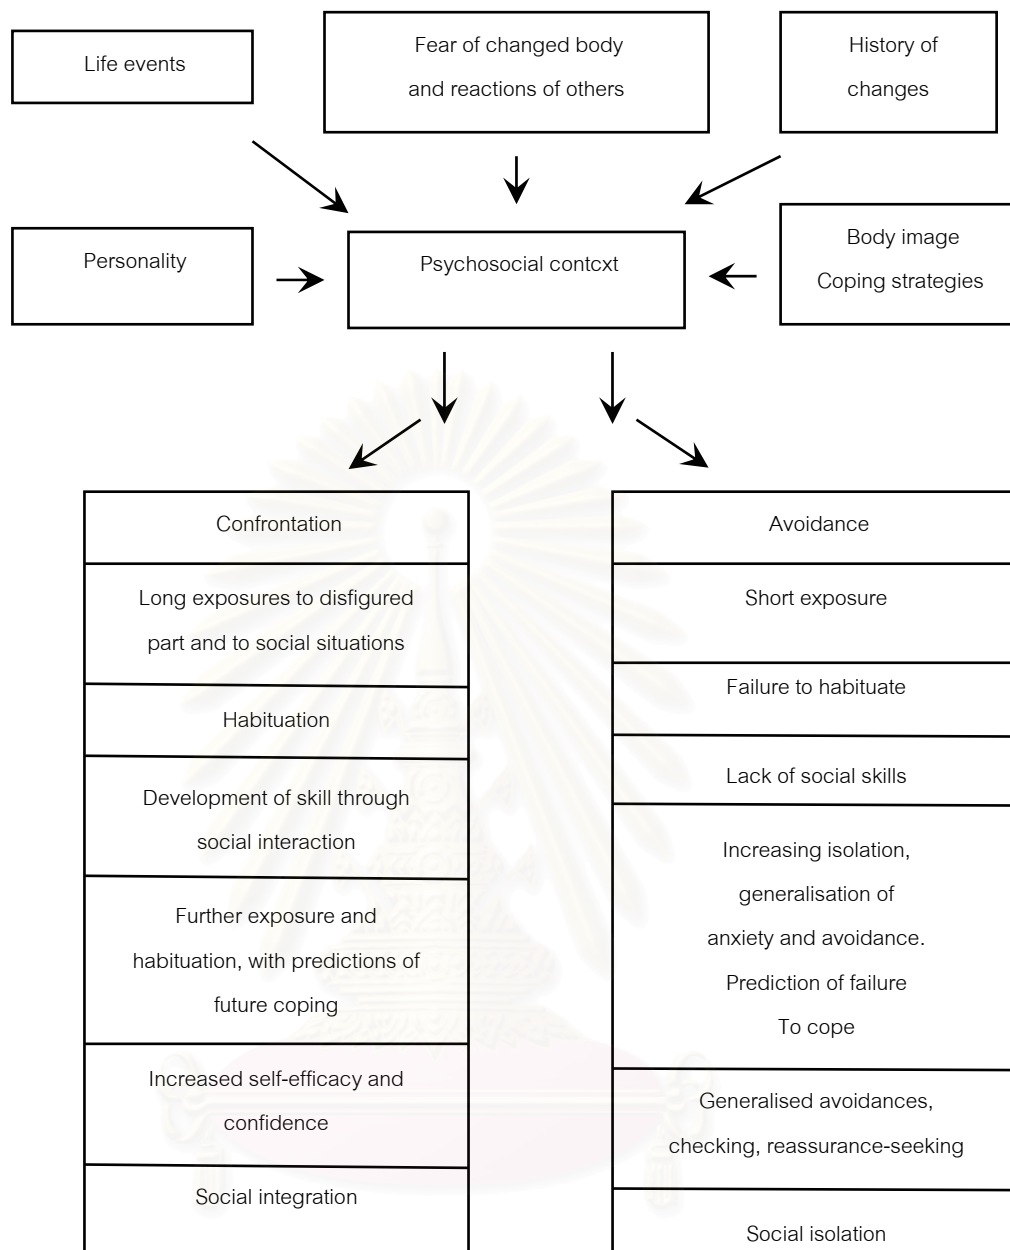 Life events
Fear of changed body
and reactions of others
History of
changes
Personality
Psychosocial contcxt
Body image
Coping strategies
Confrontation
Long exposures to disfigured
part and to social situations
Habituation
Development of skill through
social interaction
Further exposure and
habituation, with predictions of
future coping
Increased self-efficacy and
confidence
Social integration
Avoidance
Short exposure
Failure to habituate
Lack of social skills
Increasing isolation,
generalisation of
anxiety and avoidance.
Prediction of failure
To cope
Generalised avoidances,
checking, reassurance-seeking
Social isolation